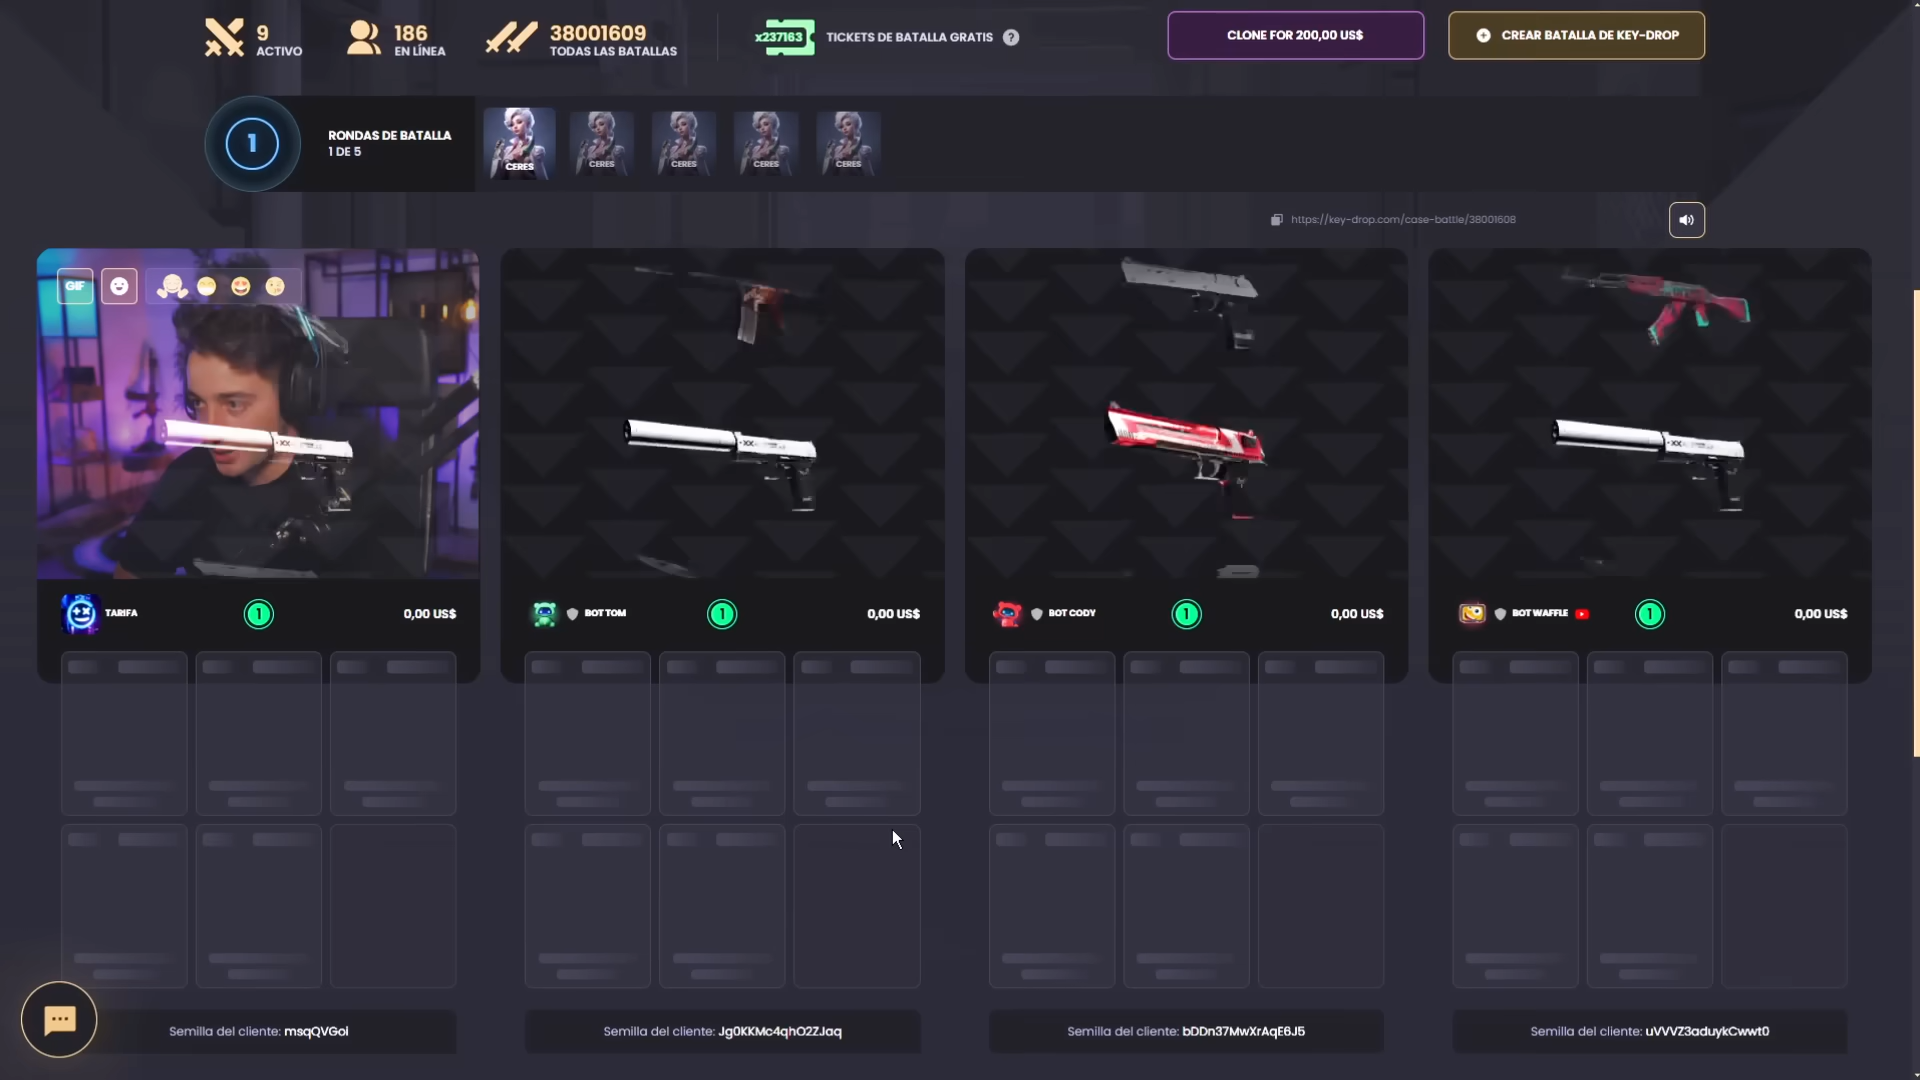 9
ACTIVO
186
EN LÍNEA
38001609
TODAS LAS BATALLAS
x237163
TICKETS DE BATALLA GRATIS
?
CLONE FOR 200,00 US$
CREAR BATALLA DE KEY-DROP
1
RONDAS DE BATALLA
1 DE 5
CERES
CERES
CERES
CERES
CERES
https://key-drop.com/case-battle/38001608
GIF
TARIFA
1
0,00 US$
BOT TOM
1
0,00 US$
BOT CODY
1
0,00 US$
BOT WAFFLE
1
0,00 US$
Semilla del cliente: msqQVGoi
Semilla del cliente: Jg0KKMc4qhO2ZJaq
Semilla del cliente: bDDn37MwXrAqE6J5
Semilla del cliente: uVVVZ3aduykCwwt0